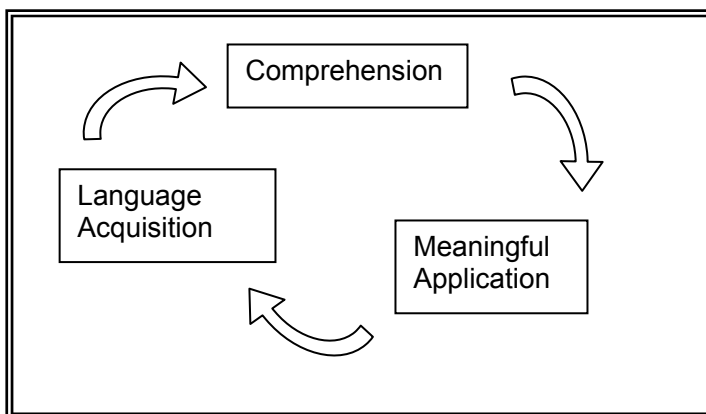 Comprehension
Language
Acquisition
Meaningful
Application